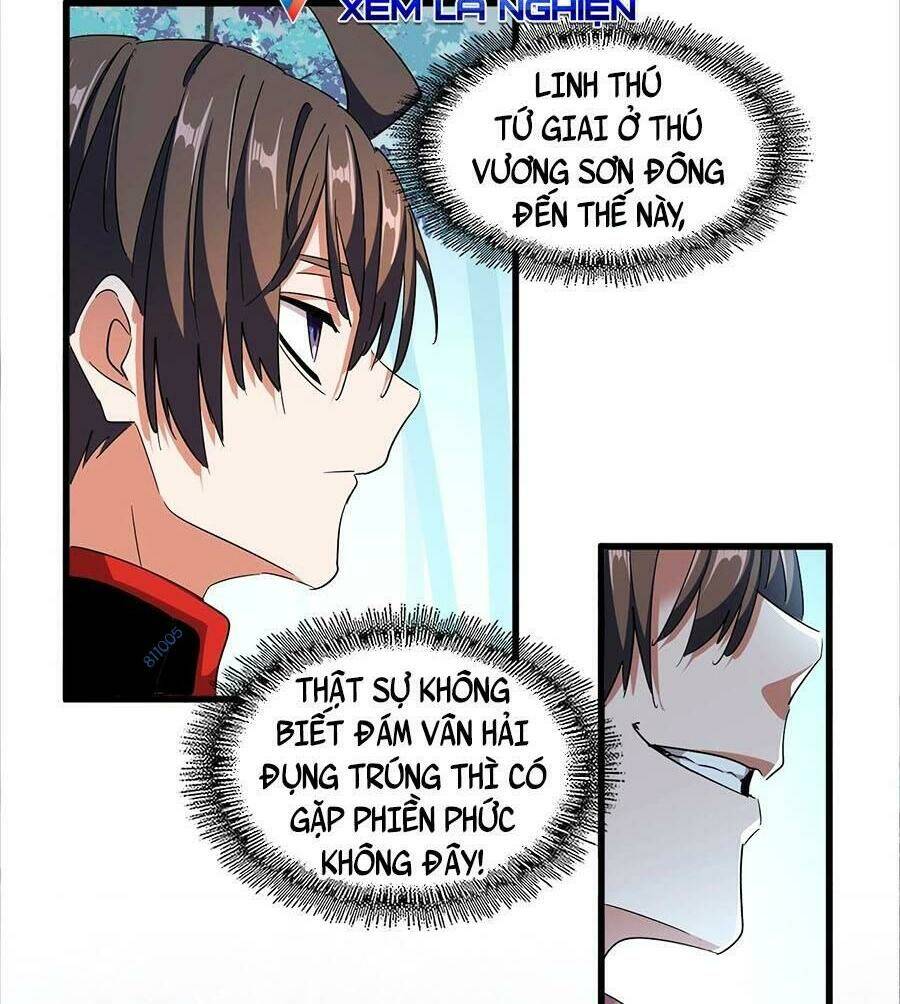 XEM LÀ NGHIỆN
LINH THÚ
TỨ GIAI Ở THÚ
VƯƠNG SƠN ĐÔNG
ĐẾN THẾ NÀY,
811005
THẬT SỰ KHÔNG
BIẾT ĐÁM VÂN HẢI
ĐỤNG TRÚNG THÌ CÓ
GẶP PHIỀN PHỨC
KHÔNG ĐÂY!